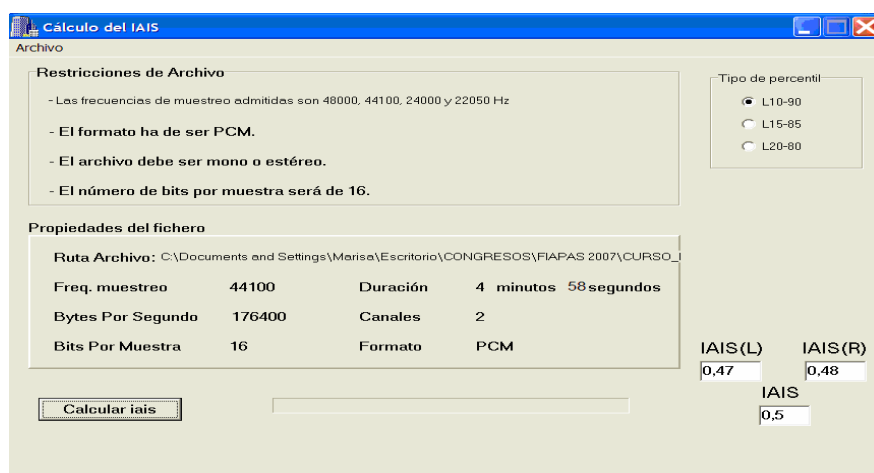 Cálculo del IAIS
Archivo
Restricciones de Archivo
- Las frecuencias de muestreo admitidas son 48000, 44100, 24000 y 22050 Hz
- El formato ha de ser PCM.
- El archivo debe ser mono o estéreo.
- El número de bits por muestra será de 16.
Tipo de percentil
L10-90
L15-85
L20-80
Propiedades del fichero
Ruta Archivo: C:\Documents and Settings\Marisa\Escritorio\CONGRESOS\FIAPAS 2007\CURSO_
Freq. muestreo 44100 Duración 4 minutos 58 segundos
Bytes Por Segundo 176400 Canales 2
Bits Por Muestra 16 Formato PCM
IAIS(L) IAIS(R)
0,47 0,48
IAIS
0,5
Calcular iais